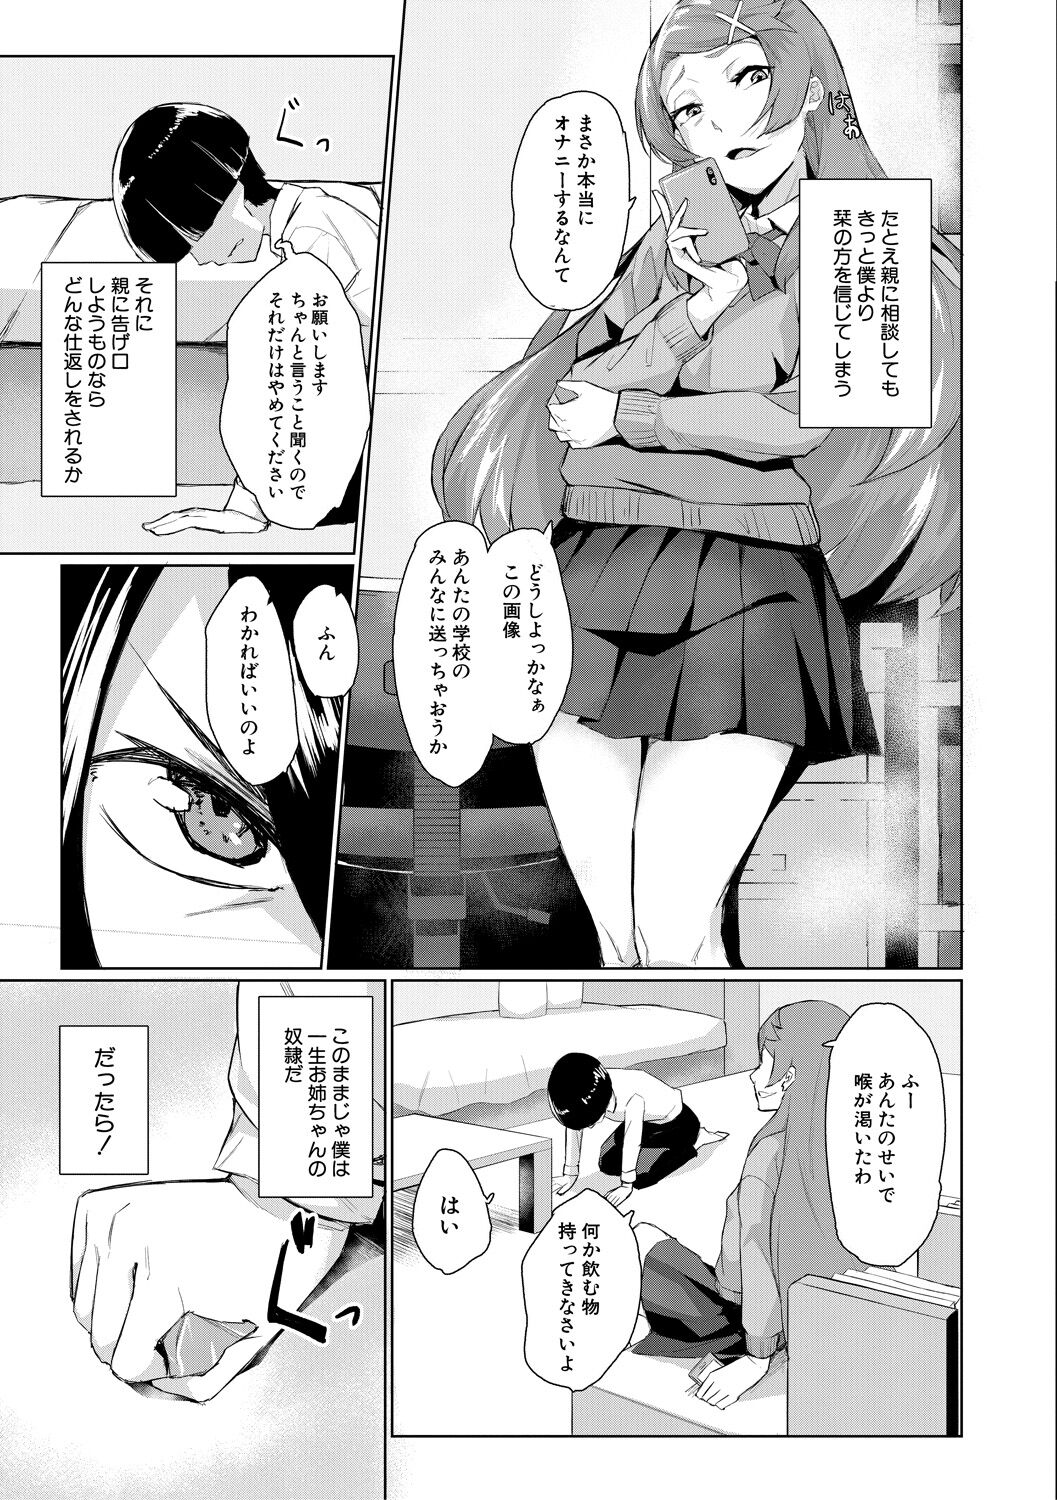 たとえ親に相談しても
きっと僕より
栞の方を信じてしまう
はぁぁ
まさか本当に
オナニーするなんて
どうしよっかなぁ
この画像
あんたの学校の
みんなに送っちゃおうか
ぐっ
お願いします
ちゃんと言うこと聞くので
それだけはやめてください
それに
親に告げ口
しようものなら
どんな仕返しをされるか
ふん
わかればいいのよ
ふー
あんたのせいで
喉が渇いたわ
何か飲む物
持ってきなさいよ
はい
このままじゃ僕は
一生お姉ちゃんの
奴隷だ
ぐっ
だったら!